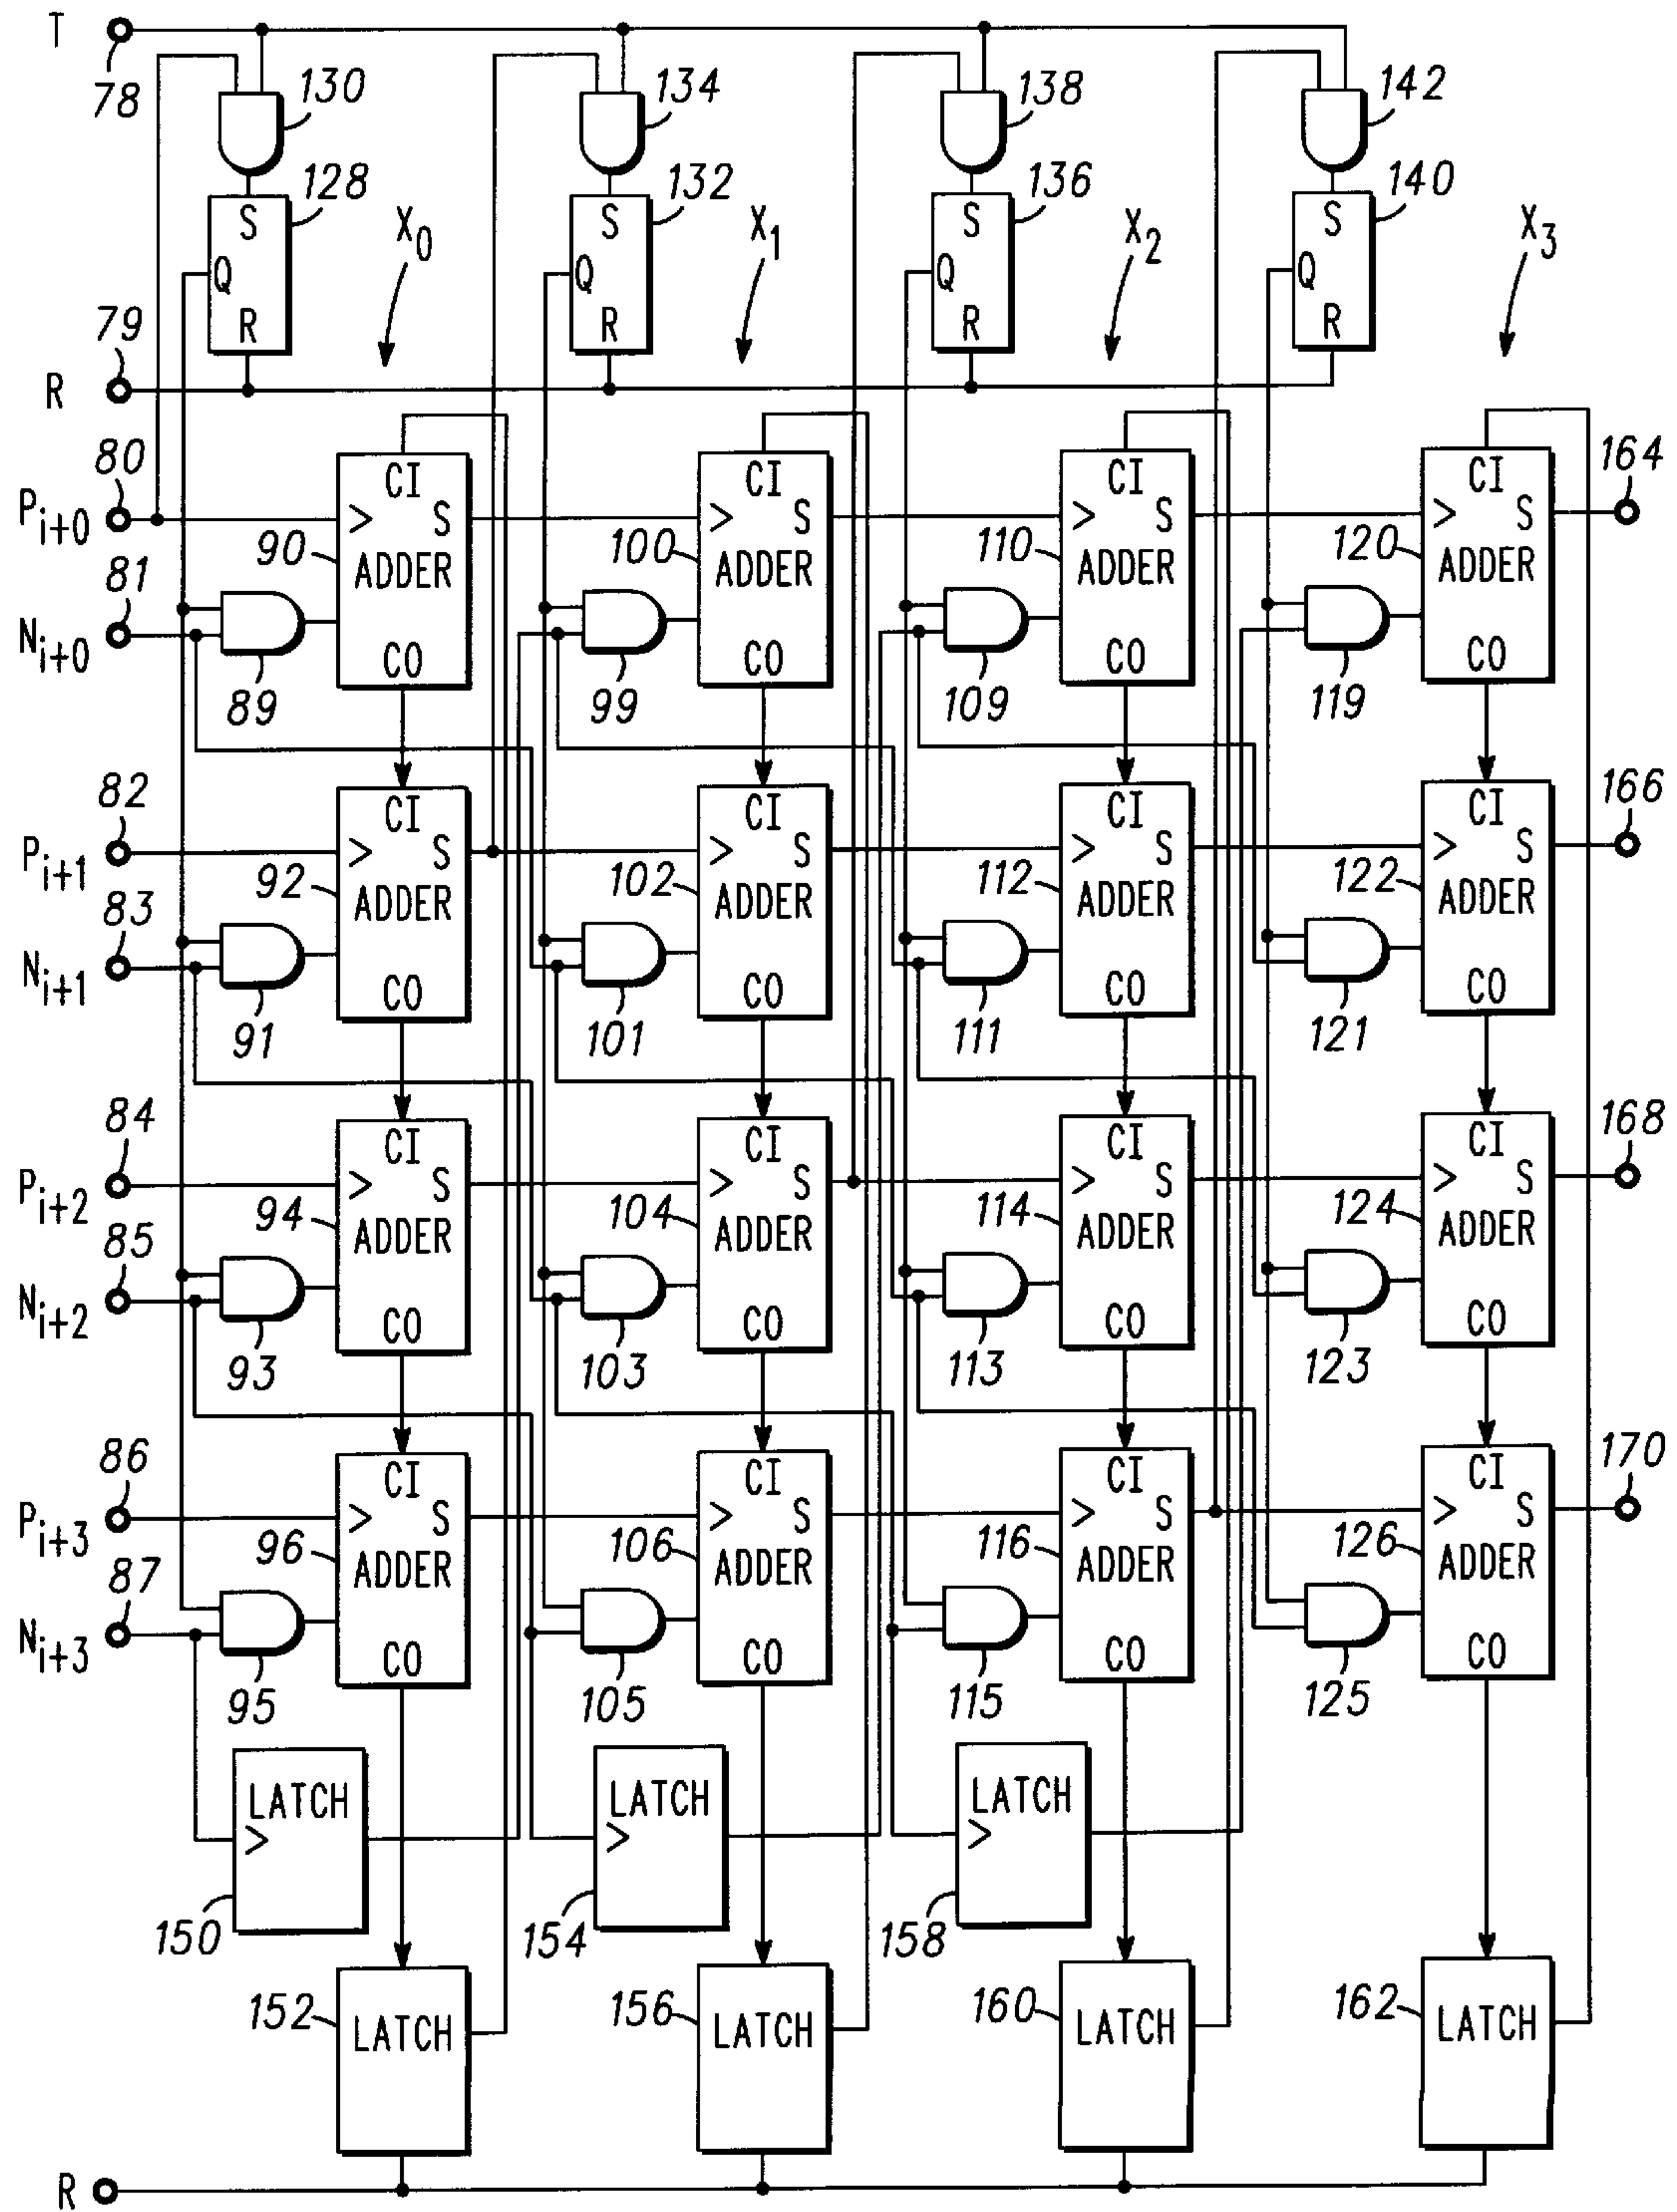 T
78
130
134
138
142
128
132
136
140
S
S
S
S
X0
X1
X2
X3
Q
Q
Q
Q
R
R
R
R
79
R
80
Pi+0
CI
CI
CI
CI
164
> S
> S
> S
> S
90
100
110
120
ADDER
ADDER
ADDER
ADDER
81
Ni+0
CO
CO
CO
CO
89
99
109
119
82
Pi+1
CI
CI
CI
CI
166
> S
> S
> S
> S
92
102
112
122
ADDER
ADDER
ADDER
ADDER
83
Ni+1
CO
CO
CO
CO
91
101
111
121
84
Pi+2
CI
CI
CI
CI
168
> S
> S
> S
> S
94
104
114
124
ADDER
ADDER
ADDER
ADDER
85
Ni+2
CO
CO
CO
CO
93
103
113
123
86
Pi+3
CI
CI
CI
CI
170
> S
> S
> S
> S
96
106
116
126
ADDER
ADDER
ADDER
ADDER
87
Ni+3
CO
CO
CO
CO
95
105
115
125
LATCH
LATCH
LATCH
>
>
>
150
154
158
152
156
160
162
LATCH
LATCH
LATCH
LATCH
R